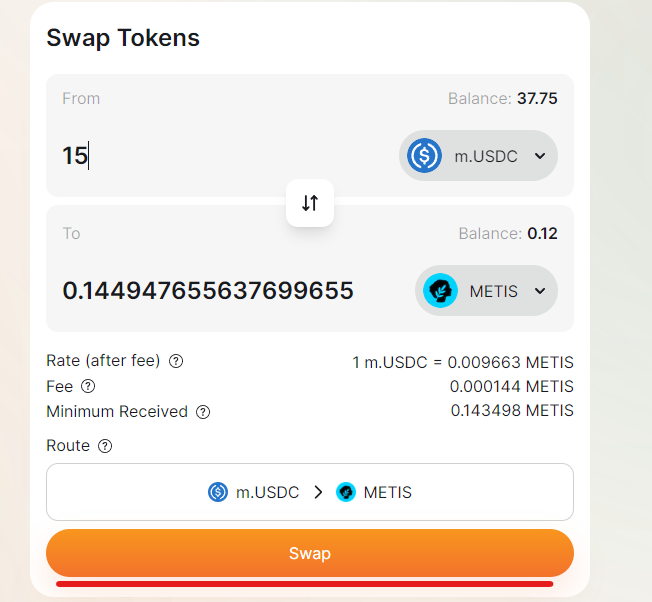 Swap Tokens
From Balance: 37.75
15 m.USDC
To Balance: 0.12
0.144947655637699655 METIS
Rate (after fee) ? 1 m.USDC = 0.009663 METIS
Fee ? 0.000144 METIS
Minimum Received ? 0.143498 METIS
Route ?
m.USDC > METIS
Swap